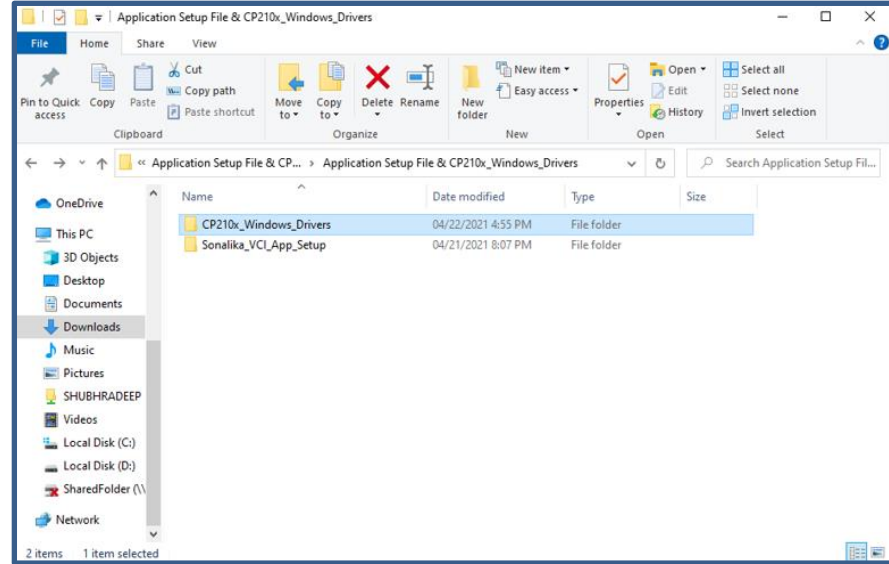 Application Setup File & CP210x_Windows_Drivers
File Home Share View
Pin to Quick access
Copy
Paste
Cut
Copy path
Paste shortcut
Move to
Copy to
Delete
Rename
New folder
New item
Easy access
Properties
Open
Edit
History
Select all
Select none
Invert selection
Clipboard Organize New Open Select
« Application Setup File & CP... › Application Setup File & CP210x_Windows_Drivers
Search Application Setup Fil...
Name Date modified Type Size
CP210x_Windows_Drivers 04/22/2021 4:55 PM File folder
Sonalika_VCI_App_Setup 04/21/2021 8:07 PM File folder
OneDrive
This PC
3D Objects
Desktop
Documents
Downloads
Music
Pictures
SHUBHRADEEP
Videos
Local Disk (C:)
Local Disk (D:)
SharedFolder (\\
Network
2 items 1 item selected